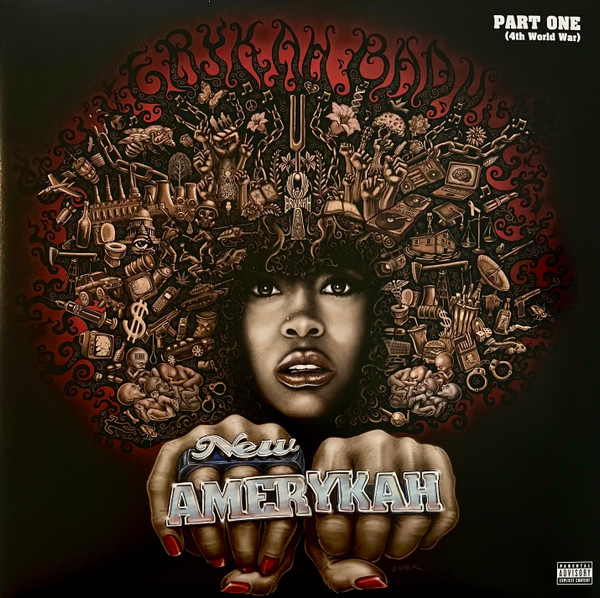 ERYKAH BADU
PART ONE
(4th World War)
New
AMERYKAH
PARENTAL
ADVISORY
EXPLICIT CONTENT